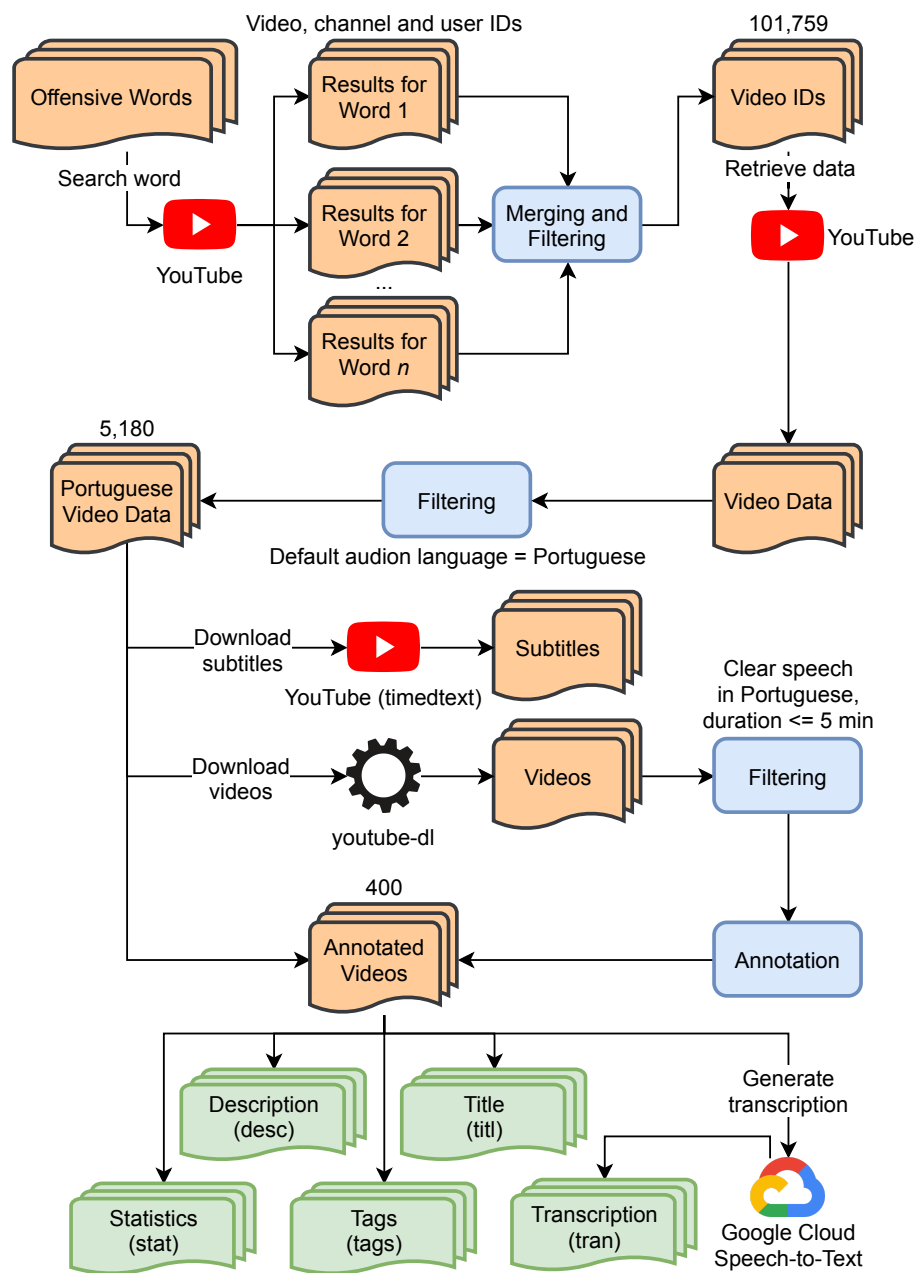 Video, channel and user IDs
101,759
Offensive Words
Results for
Word 1
Video IDs
Search word
Retrieve data
YouTube
Results for
Word 2
Merging and
Filtering
YouTube
...
Results for
Word n
5,180
Portuguese
Video Data
Filtering
Video Data
Default audion language = Portuguese
Download
subtitles
YouTube (timedtext)
Subtitles
Clear speech
in Portuguese,
duration <= 5 min
Download
videos
youtube-dl
Videos
Filtering
400
Annotated
Videos
Annotation
Description
(desc)
Title
(titl)
Generate
transcription
Statistics
(stat)
Tags
(tags)
Transcription
(tran)
Google Cloud
Speech-to-Text